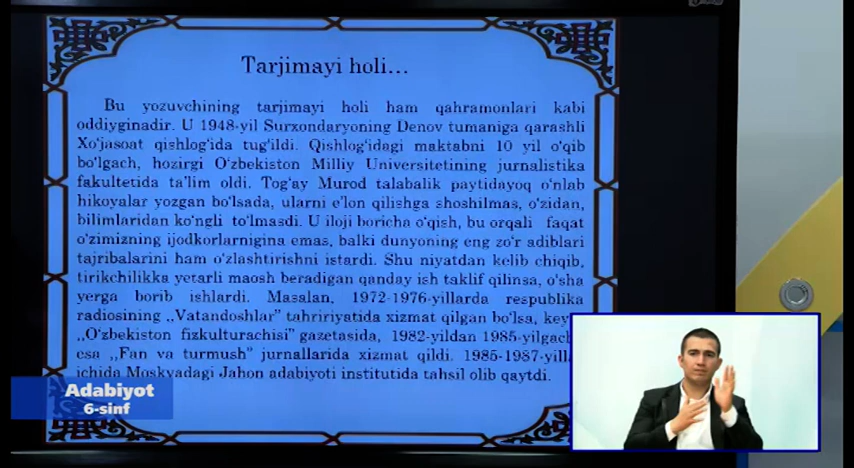 Tarjimayi holi...
Bu yozuvchining tarjimayi holi ham qahramonlari kabi
oddiyginadir. U 1948-yil Surxondaryoning Denov tumaniga qarashli
Xo'jasoat qishlog'ida tug'ildi. Qishlog'idagi maktabni 10 yil o'qib
bo'lgach, hozirgi O'zbekiston Milliy Universitetining jurnalistika
fakultetida ta'lim oldi. Tog'ay Murod talabalik paytidayoq o'nlab
hikoyalar yozgan bo'lsada, ularni e'lon qilishga shoshilmas, o'zidan,
bilimlaridan ko'ngli to'lmasdi. U iloji boricha o'qish, bu orqali faqat
o'zimizning ijodkorlarnigina emas, balki dunyoning eng zo'r adiblari
tajribalarini ham o'zlashtirishni istardi. Shu niyatdan kelib chiqib,
tirikchilikka yetarli maosh beradigan qanday ish taklif qilinsa, o'sha
yerga borib ishlardi. Masalan, 1972-1976-yillarda respublika
radiosining ,,Vatandoshlar" tahririyatida xizmat qilgan bo'lsa,
,,O'zbekiston fizkulturachisi" gazetasida, 1982-yildan
esa ,,Fan va turmush" jurnallarida xizmat qildi. 1985-1987-
ichida Moskvadagi Jahon adabiyoti institutida tahsil olib qaytdi.
Adabiyot
6-sinf